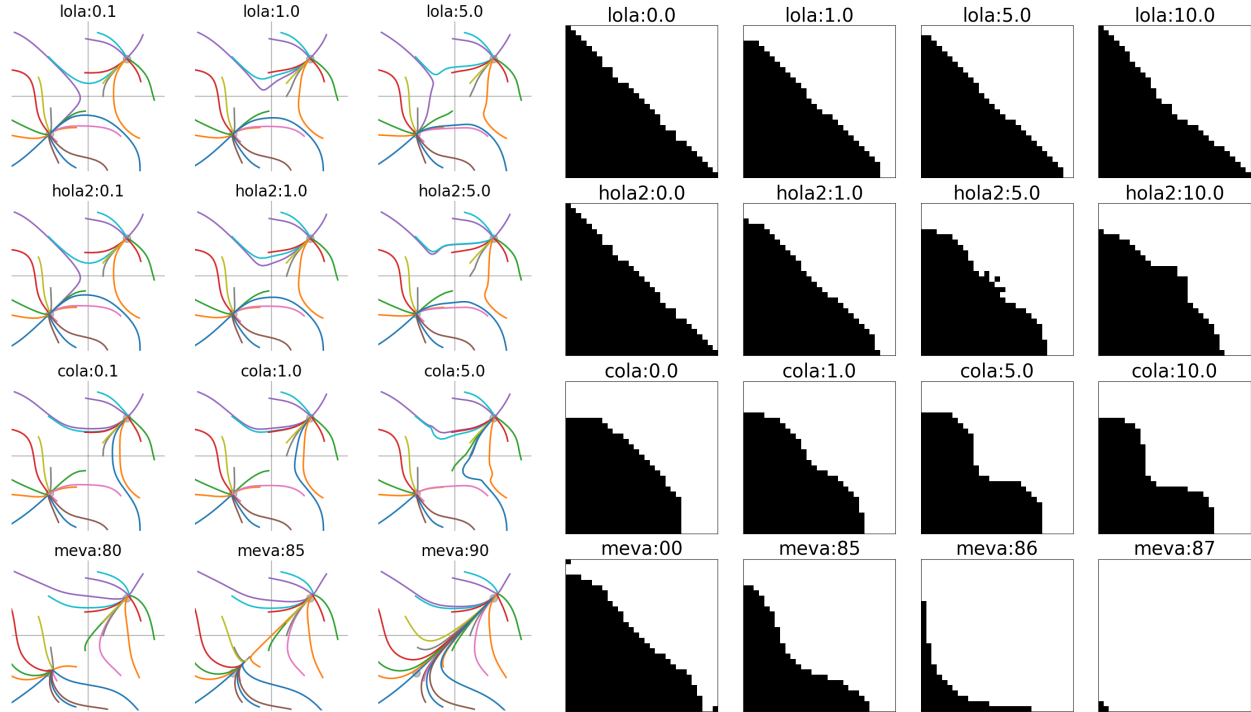 lola:0.1 lola:1.0 lola:5.0 lola:0.0 lola:1.0 lola:5.0 lola:10.0
hola2:0.1 hola2:1.0 hola2:5.0 hola2:0.0 hola2:1.0 hola2:5.0 hola2:10.0
cola:0.1 cola:1.0 cola:5.0 cola:0.0 cola:1.0 cola:5.0 cola:10.0
meva:80 meva:85 meva:90 meva:00 meva:85 meva:86 meva:87